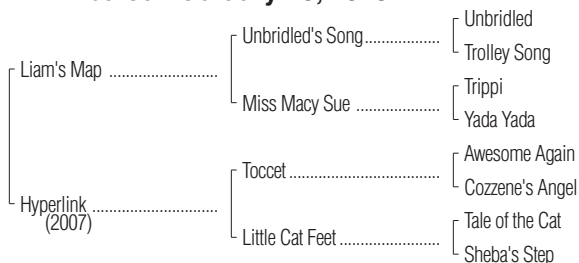 Unbridled
Unbridled's Song
Trolley Song
Liam's Map
Trippi
Miss Macy Sue
Yada Yada
Awesome Again
Toccet
Cozzene's Angel
Hyperlink
(2007)
Tale of the Cat
Little Cat Feet
Sheba's Step